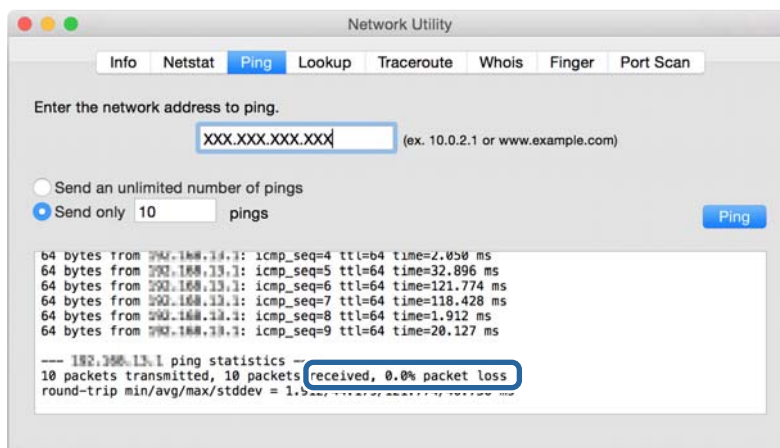 Network Utility
Info Netstat Ping Lookup Traceroute Whois Finger Port Scan
Enter the network address to ping.
XXX.XXX.XXX.XXX (ex. 10.0.2.1 or www.example.com)
Send an unlimited number of pings
Send only 10 pings
Ping
64 bytes from : icmp_seq=4 ttl=64 time=2.050 ms
64 bytes from : icmp_seq=5 ttl=64 time=32.896 ms
64 bytes from : icmp_seq=6 ttl=64 time=121.774 ms
64 bytes from : icmp_seq=7 ttl=64 time=118.428 ms
64 bytes from : icmp_seq=8 ttl=64 time=1.912 ms
64 bytes from : icmp_seq=9 ttl=64 time=20.127 ms
--- ping statistics --
10 packets transmitted, 10 packets received, 0.0% packet loss
round-trip min/avg/max/stddev = ms